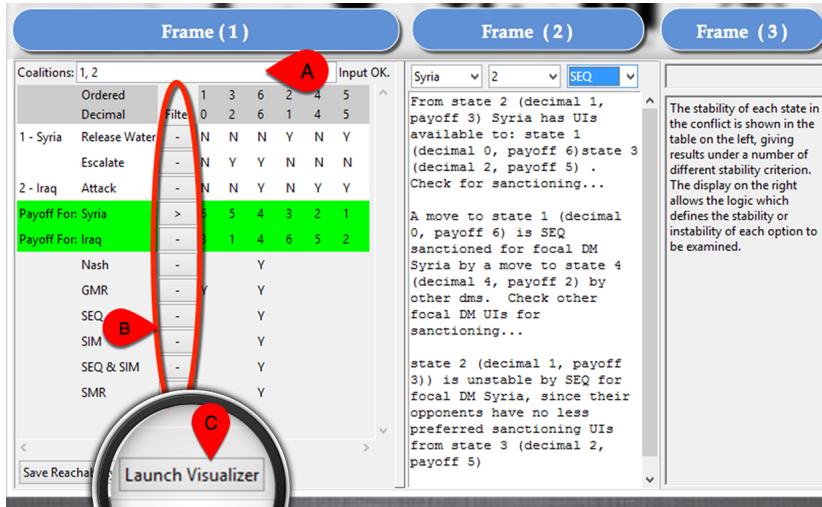 Frame (1)
Frame (2)
Frame (3)
Coalitions: 1, 2
A
Input OK.
Ordered 1 3 6 2 4 5
Decimal Filte 0 2 6 1 4 5
1 - Syria Release Water - N N N Y N Y
Escalate - N Y Y N N N
2 - Iraq Attack - N N Y N Y Y
Payoff For: Syria > 6 5 4 3 2 1
Payoff For: Iraq - 3 1 4 6 5 2
Nash - Y
GMR - Y Y
SEQ - Y
B
SIM - Y
SEQ & SIM - Y
SMR Y
C
Save Reachab
Launch Visualizer
Syria 2 SEQ
From state 2 (decimal 1,
payoff 3) Syria has UIs
available to: state 1
(decimal 0, payoff 6)state 3
(decimal 2, payoff 5) .
Check for sanctioning...
A move to state 1 (decimal
0, payoff 6) is SEQ
sanctioned for focal DM
Syria by a move to state 4
(decimal 4, payoff 2) by
other dms. Check other
focal DM UIs for
sanctioning...
state 2 (decimal 1, payoff
3)) is unstable by SEQ for
focal DM Syria, since their
opponents have no less
preferred sanctioning UIs
from state 3 (decimal 2,
payoff 5)
The stability of each state in
the conflict is shown in the
table on the left, giving
results under a number of
different stability criterion.
The display on the right
allows the logic which
defines the stability or
instability of each option to
be examined.